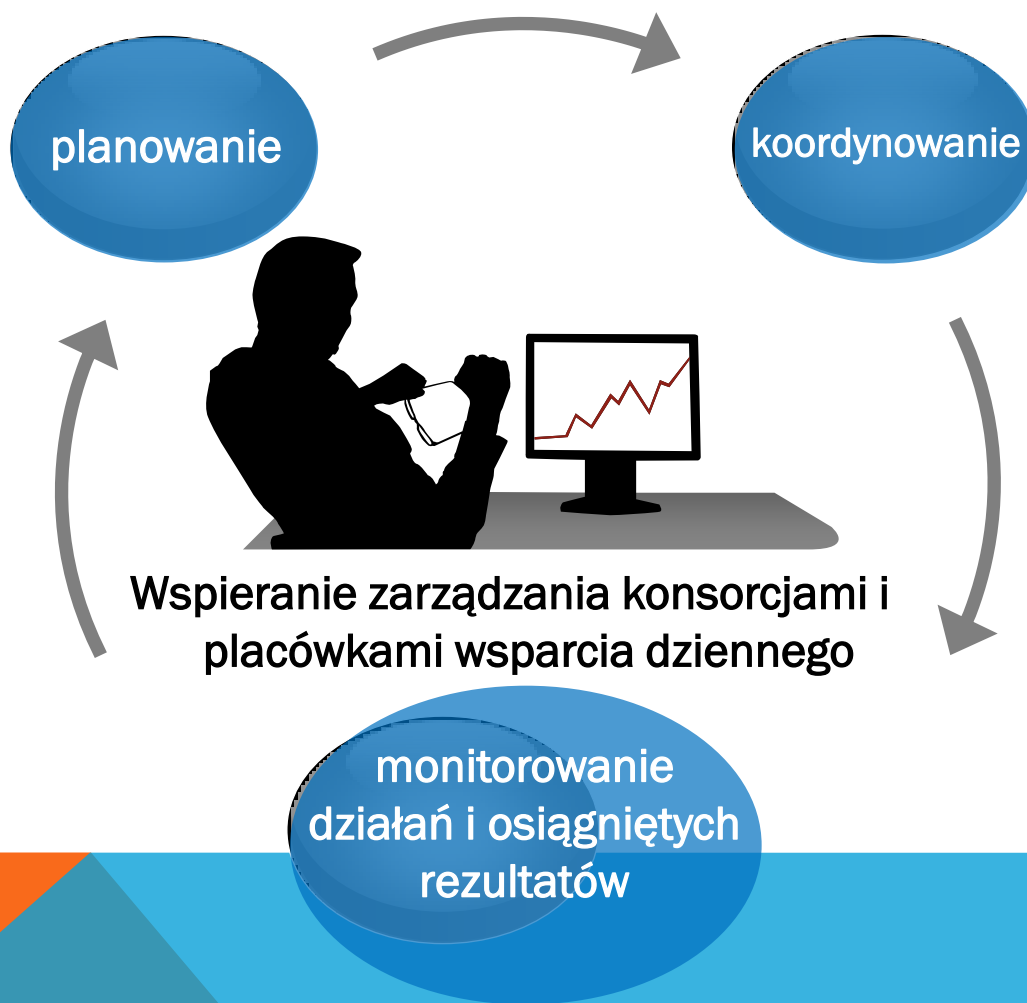 planowanie
koordynowanie
Wspieranie zarządzania konsorcjami i
placówkami wsparcia dziennego
monitorowanie
działań i osiągniętych
rezultatów